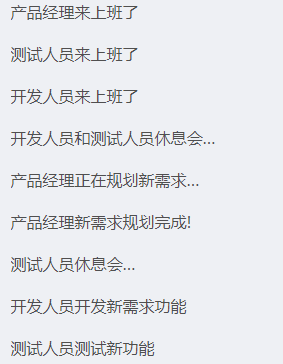 产品经理来上班了
测试人员来上班了
开发人员来上班了
开发人员和测试人员休息会...
产品经理正在规划新需求...
产品经理新需求规划完成!
测试人员休息会...
开发人员开发新需求功能
测试人员测试新功能